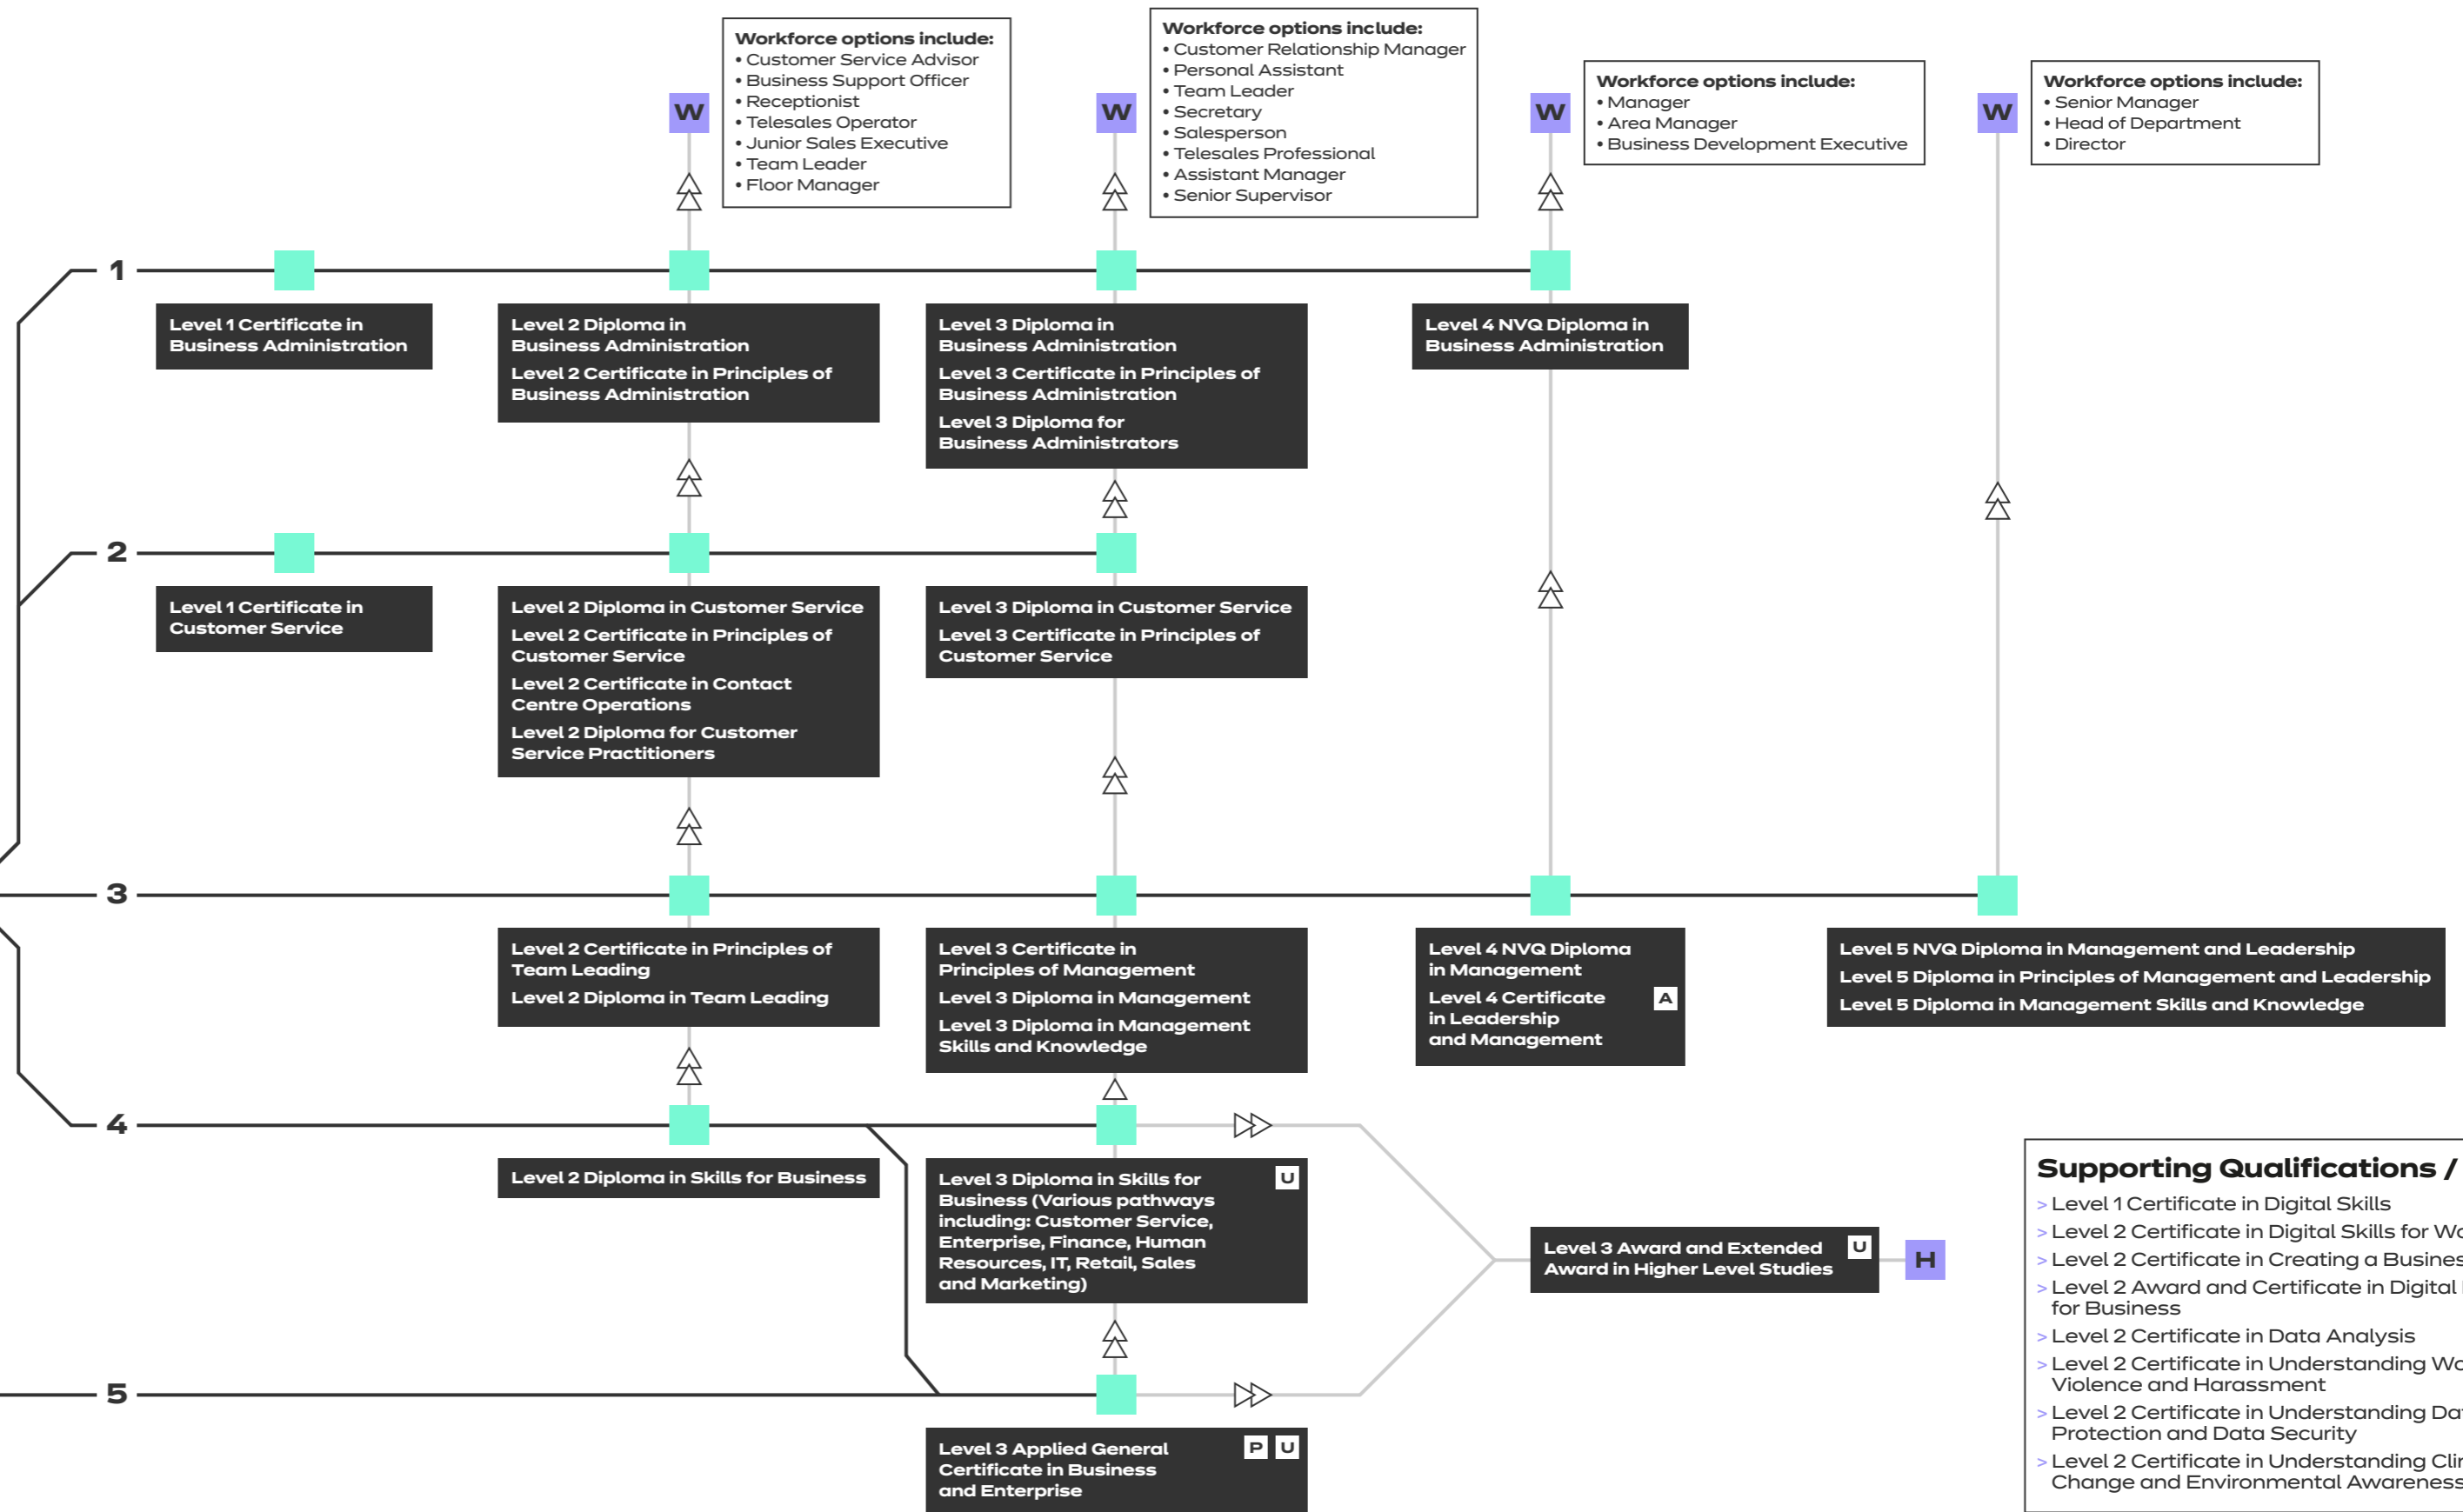 Workforce options include:
• Customer Service Advisor
• Business Support Officer
• Receptionist
• Telesales Operator
• Junior Sales Executive
• Team Leader
• Floor Manager
Workforce options include:
• Customer Relationship Manager
• Personal Assistant
• Team Leader
• Secretary
• Salesperson
• Telesales Professional
• Assistant Manager
• Senior Supervisor
Workforce options include:
• Manager
• Area Manager
• Business Development Executive
Workforce options include:
• Senior Manager
• Head of Department
• Director
W
W
W
W
1
Level 1 Certificate in
Business Administration
Level 2 Diploma in
Business Administration
Level 2 Certificate in Principles of
Business Administration
Level 3 Diploma in
Business Administration
Level 3 Certificate in Principles of
Business Administration
Level 3 Diploma for
Business Administrators
Level 4 NVQ Diploma in
Business Administration
2
Level 1 Certificate in
Customer Service
Level 2 Diploma in Customer Service
Level 2 Certificate in Principles of
Customer Service
Level 2 Certificate in Contact
Centre Operations
Level 2 Diploma for Customer
Service Practitioners
Level 3 Diploma in Customer Service
Level 3 Certificate in Principles of
Customer Service
3
Level 2 Certificate in Principles of
Team Leading
Level 2 Diploma in Team Leading
Level 3 Certificate in
Principles of Management
Level 3 Diploma in Management
Level 3 Diploma in Management
Skills and Knowledge
Level 4 NVQ Diploma
in Management
Level 4 Certificate
in Leadership
and Management
A
Level 5 NVQ Diploma in Management and Leadership
Level 5 Diploma in Principles of Management and Leadership
Level 5 Diploma in Management Skills and Knowledge
4
Level 2 Diploma in Skills for Business
Level 3 Diploma in Skills for
Business (Various pathways
including: Customer Service,
Enterprise, Finance, Human
Resources, IT, Retail, Sales
and Marketing)
U
Level 3 Award and Extended
Award in Higher Level Studies
U
H
5
Level 3 Applied General
Certificate in Business
and Enterprise
P U
Supporting Qualifications /
> Level 1 Certificate in Digital Skills
> Level 2 Certificate in Digital Skills for
> Level 2 Certificate in Creating a
> Level 2 Award and Certificate in Digital
for Business
> Level 2 Certificate in Data Analysis
> Level 2 Certificate in Understanding
Violence and Harassment
> Level 2 Certificate in Understanding
Protection and Data Security
> Level 2 Certificate in Understanding
Change and Environmental Awareness